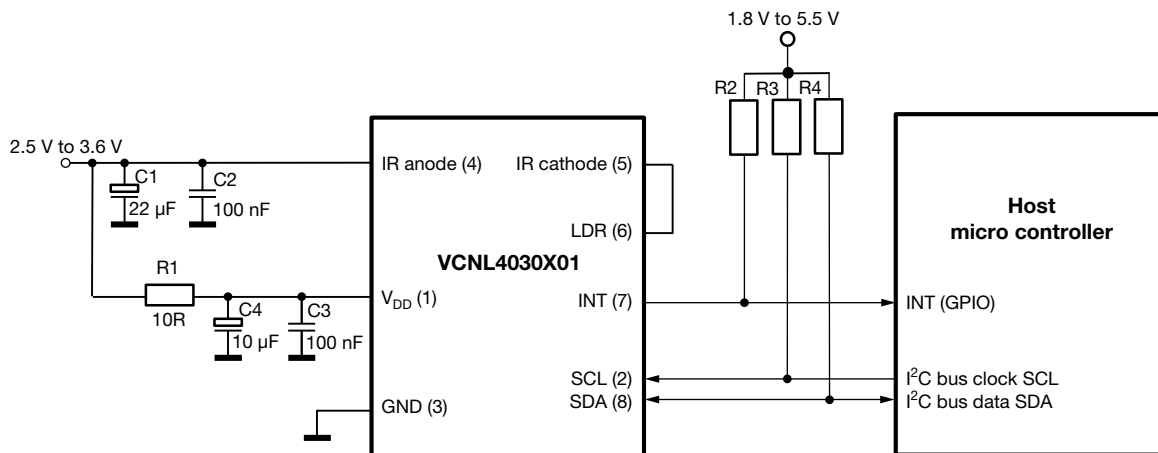 1.8 V to 5.5 V
R2 R3 R4
2.5 V to 3.6 V
C1
22 µF
C2
100 nF
R1
10R
C4
10 µF
C3
100 nF
IR anode (4)
IR cathode (5)
LDR (6)
VCNL4030X01
VDD (1)
INT (7)
GND (3)
SCL (2)
SDA (8)
Host
micro controller
INT (GPIO)
I²C bus clock SCL
I²C bus data SDA